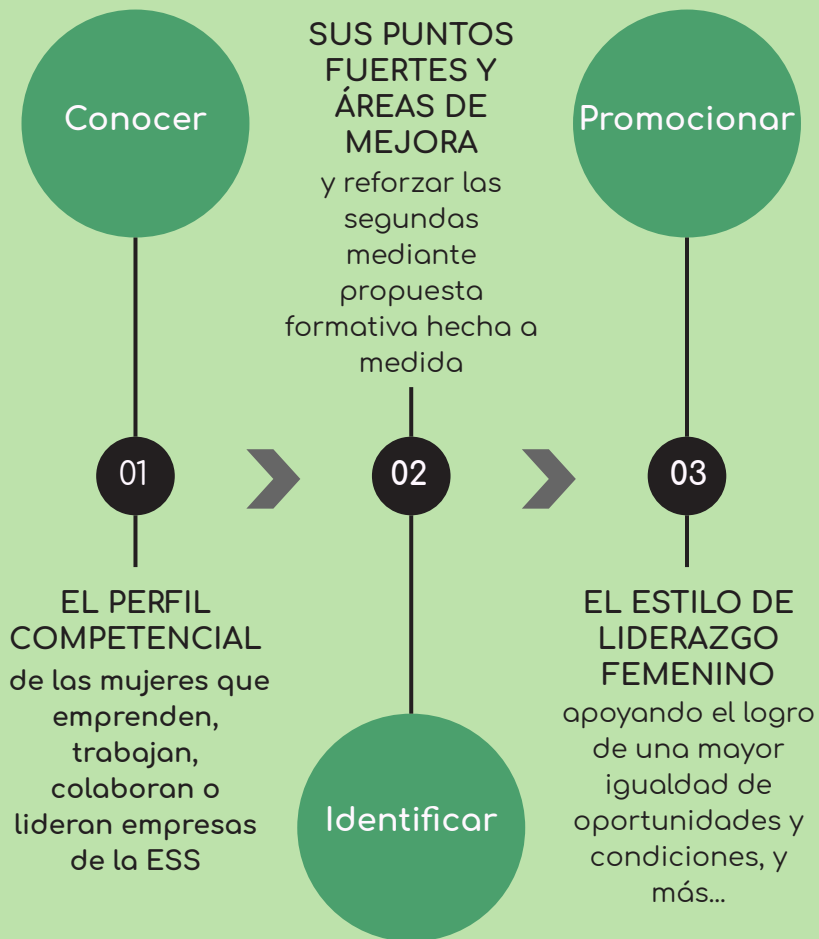 Conocer
01
EL PERFIL
COMPETENCIAL
de las mujeres que
emprenden,
trabajan,
colaboran o
lideran empresas
de la ESS
SUS PUNTOS
FUERTES Y
ÁREAS DE
MEJORA
y reforzar las
segundas
mediante
propuesta
formativa hecha a
medida
02
Identificar
Promocionar
03
EL ESTILO DE
LIDERAZGO
FEMENINO
apoyando el logro
de una mayor
igualdad de
oportunidades y
condiciones, y
más...